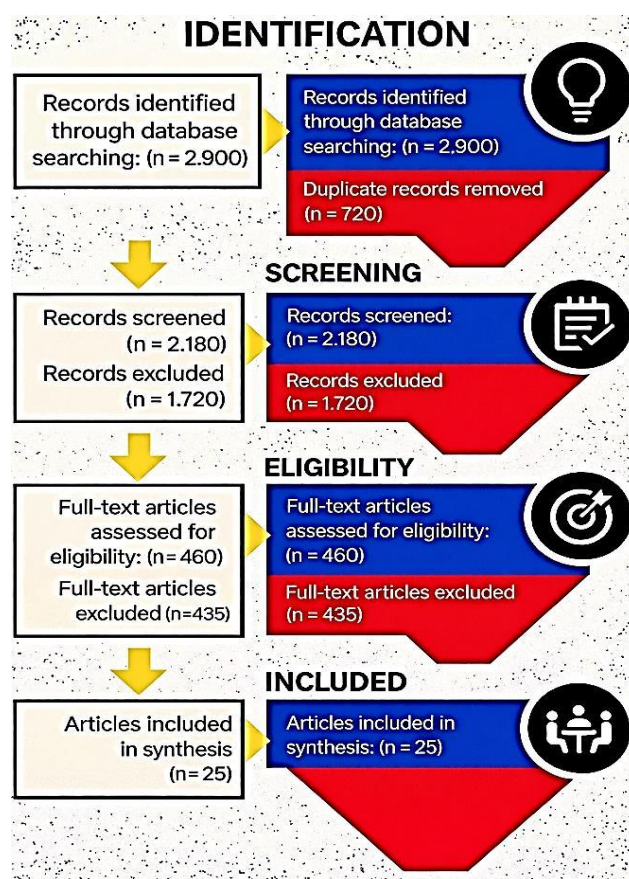 IDENTIFICATION
Records identified
through database
searching: (n = 2.900)
Records identified
through database
searching: (n = 2,900)
Duplicate records removed
(n = 720)
SCREENING
Records screened
(n = 2.180)
Records excluded
(n = 1.720)
Records screened:
(n = 2.180)
Records excluded
(n = 1.720)
ELIGIBILITY
Full-text articles
assessed for
eligibility: (n = 460)
Full-text articles
excluded (n=435)
Full-text articles
assessed for eligibility:
(n = 460)
Full-text articles excluded
(n = 435)
INCLUDED
Articles included
in synthesis
(n = 25)
Articles included in
synthesis: (n = 25)